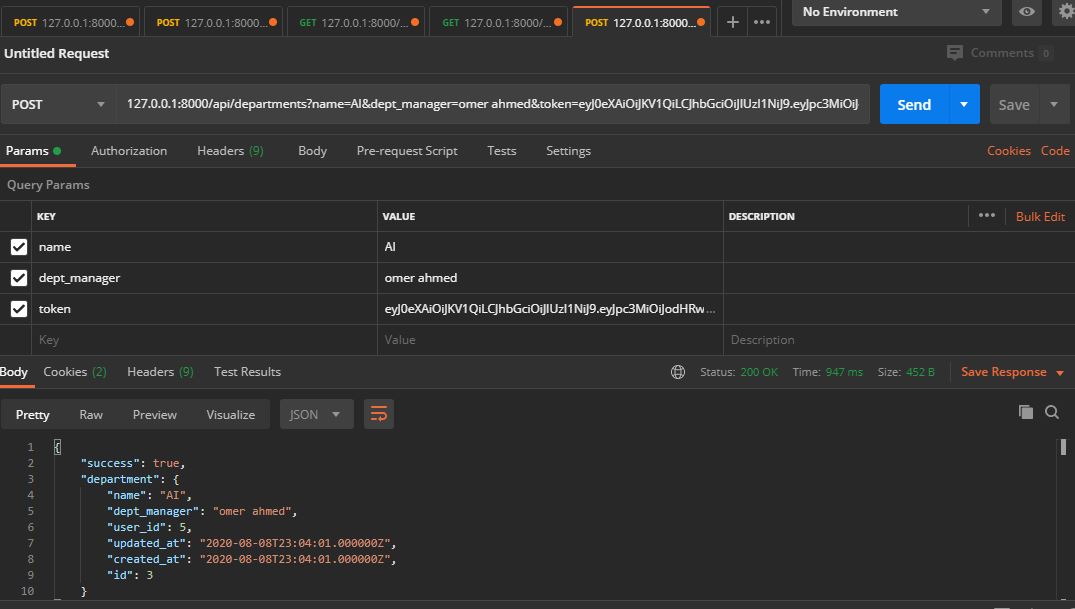 POST 127.0.0.1:8000... POST 127.0.0.1:8000... GET 127.0.0.1:8000/... GET 127.0.0.1:8000/... POST 127.0.0.1:8000... + ••• No Environment
Untitled Request Comments 0
POST 127.0.0.1:8000/api/departments?name=AI&dept_manager=omer ahmed&token=eyJ0eXAiOiJKV1QiLCJhbGciOiJIUzI1NiJ9.eyJpc3MiOiJ Send Save
Params Authorization Headers (9) Body Pre-request Script Tests Settings Cookies Code
Query Params
KEY VALUE DESCRIPTION ••• Bulk Edit
name AI
dept_manager omer ahmed
token eyJ0eXAiOiJKV1QiLCJhbGciOiJIUzI1NiJ9.eyJpc3MiOiJodHRw...
Key Value Description
Body Cookies (2) Headers (9) Test Results Status: 200 OK Time: 947 ms Size: 452 B Save Response
Pretty Raw Preview Visualize JSON
1 {
2 "success": true,
3 "department": {
4 "name": "AI",
5 "dept_manager": "omer ahmed",
6 "user_id": 5,
7 "updated_at": "2020-08-08T23:04:01.000000Z",
8 "created_at": "2020-08-08T23:04:01.000000Z",
9 "id": 3
10 }